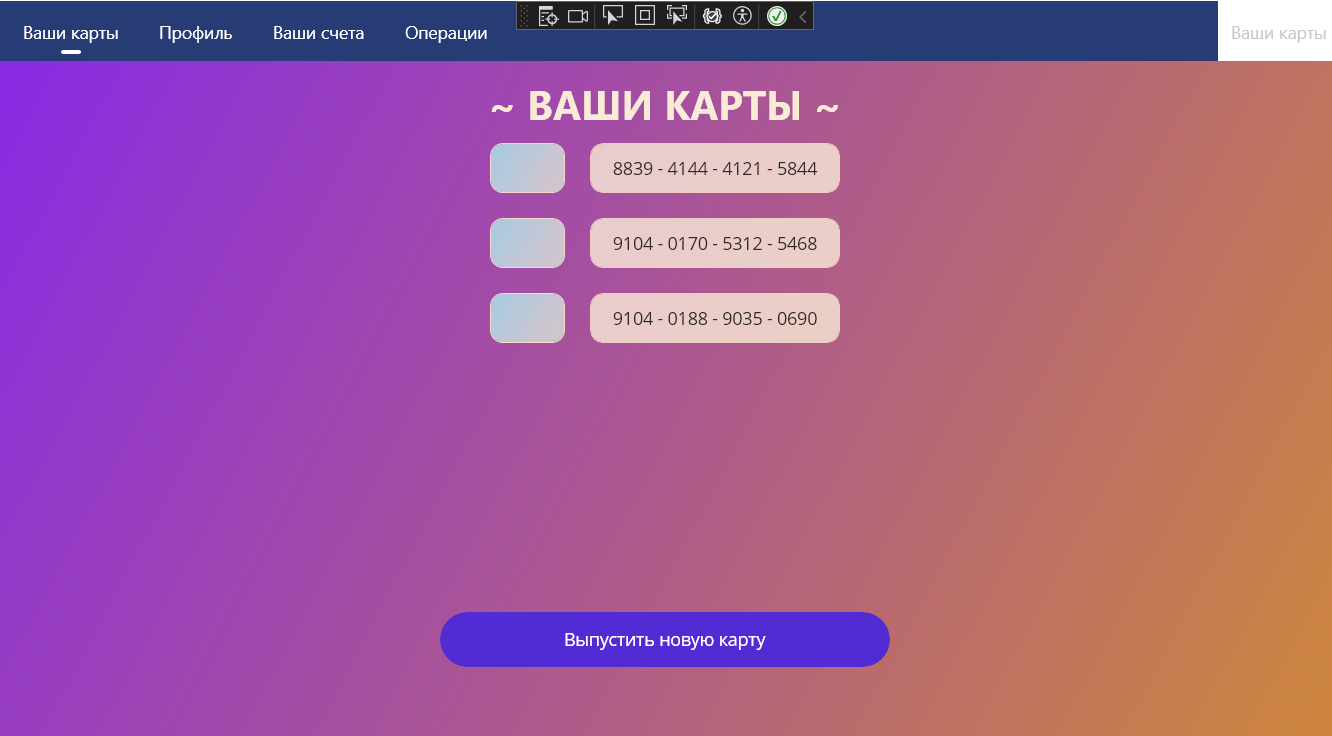 Ваши карты Профиль Ваши счета Операции Ваши карты
~ ВАШИ КАРТЫ ~
8839 - 4144 - 4121 - 5844
9104 - 0170 - 5312 - 5468
9104 - 0188 - 9035 - 0690
Выпустить новую карту